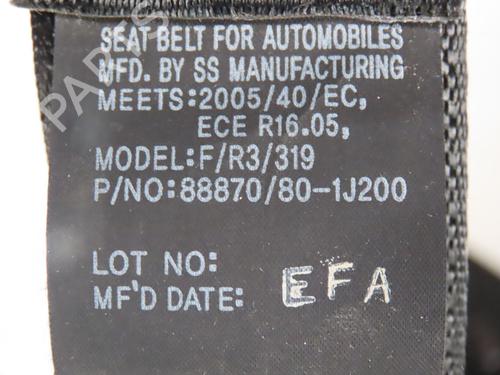 SEAT BELT FOR AUTOMOBILES
MFD. BY SS MANUFACTURING
MEETS:2005/40/EC,
ECE R16.05,
MODEL:F/R3/319
P/NO:88870/80-1J200
LOT NO:
MF'D DATE: EFA